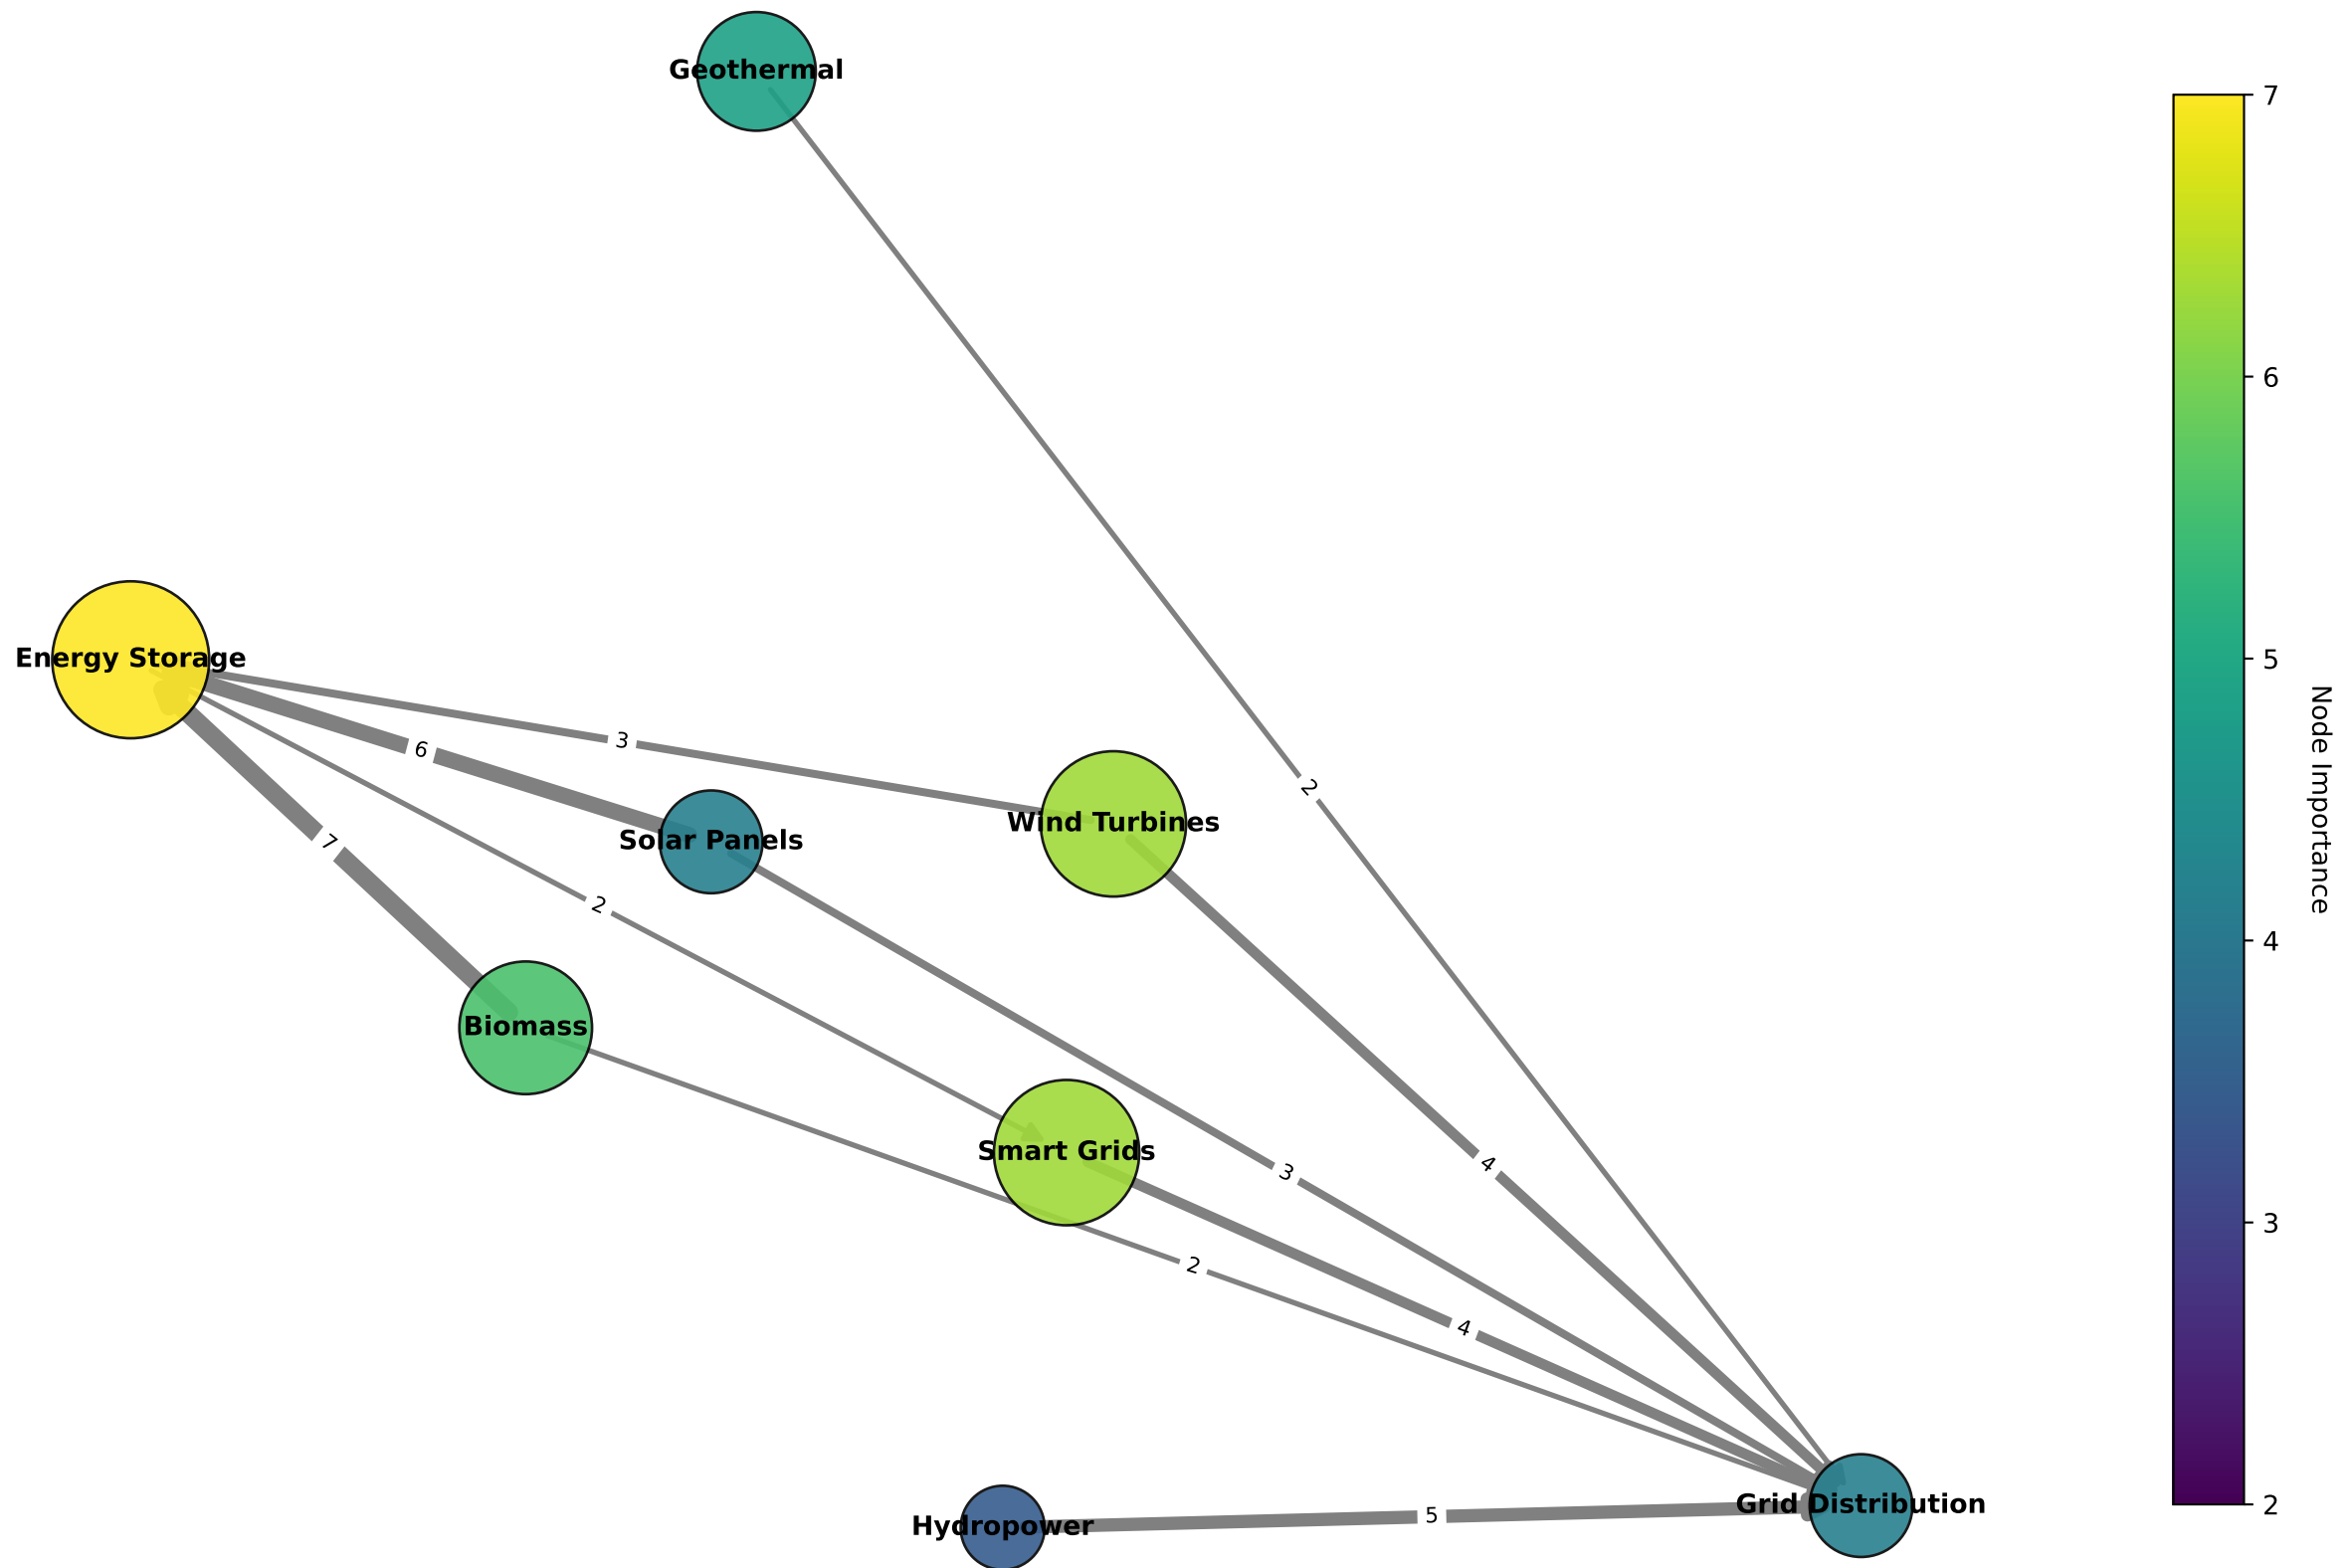 Geothermal
7
6
5
4
3
2
Node Importance
Energy Storage
3
6
2
Wind Turbines
Solar Panels
7
2
Biomass
Smart Grids
4
3
2
4
Grid Distribution
5
Hydropower